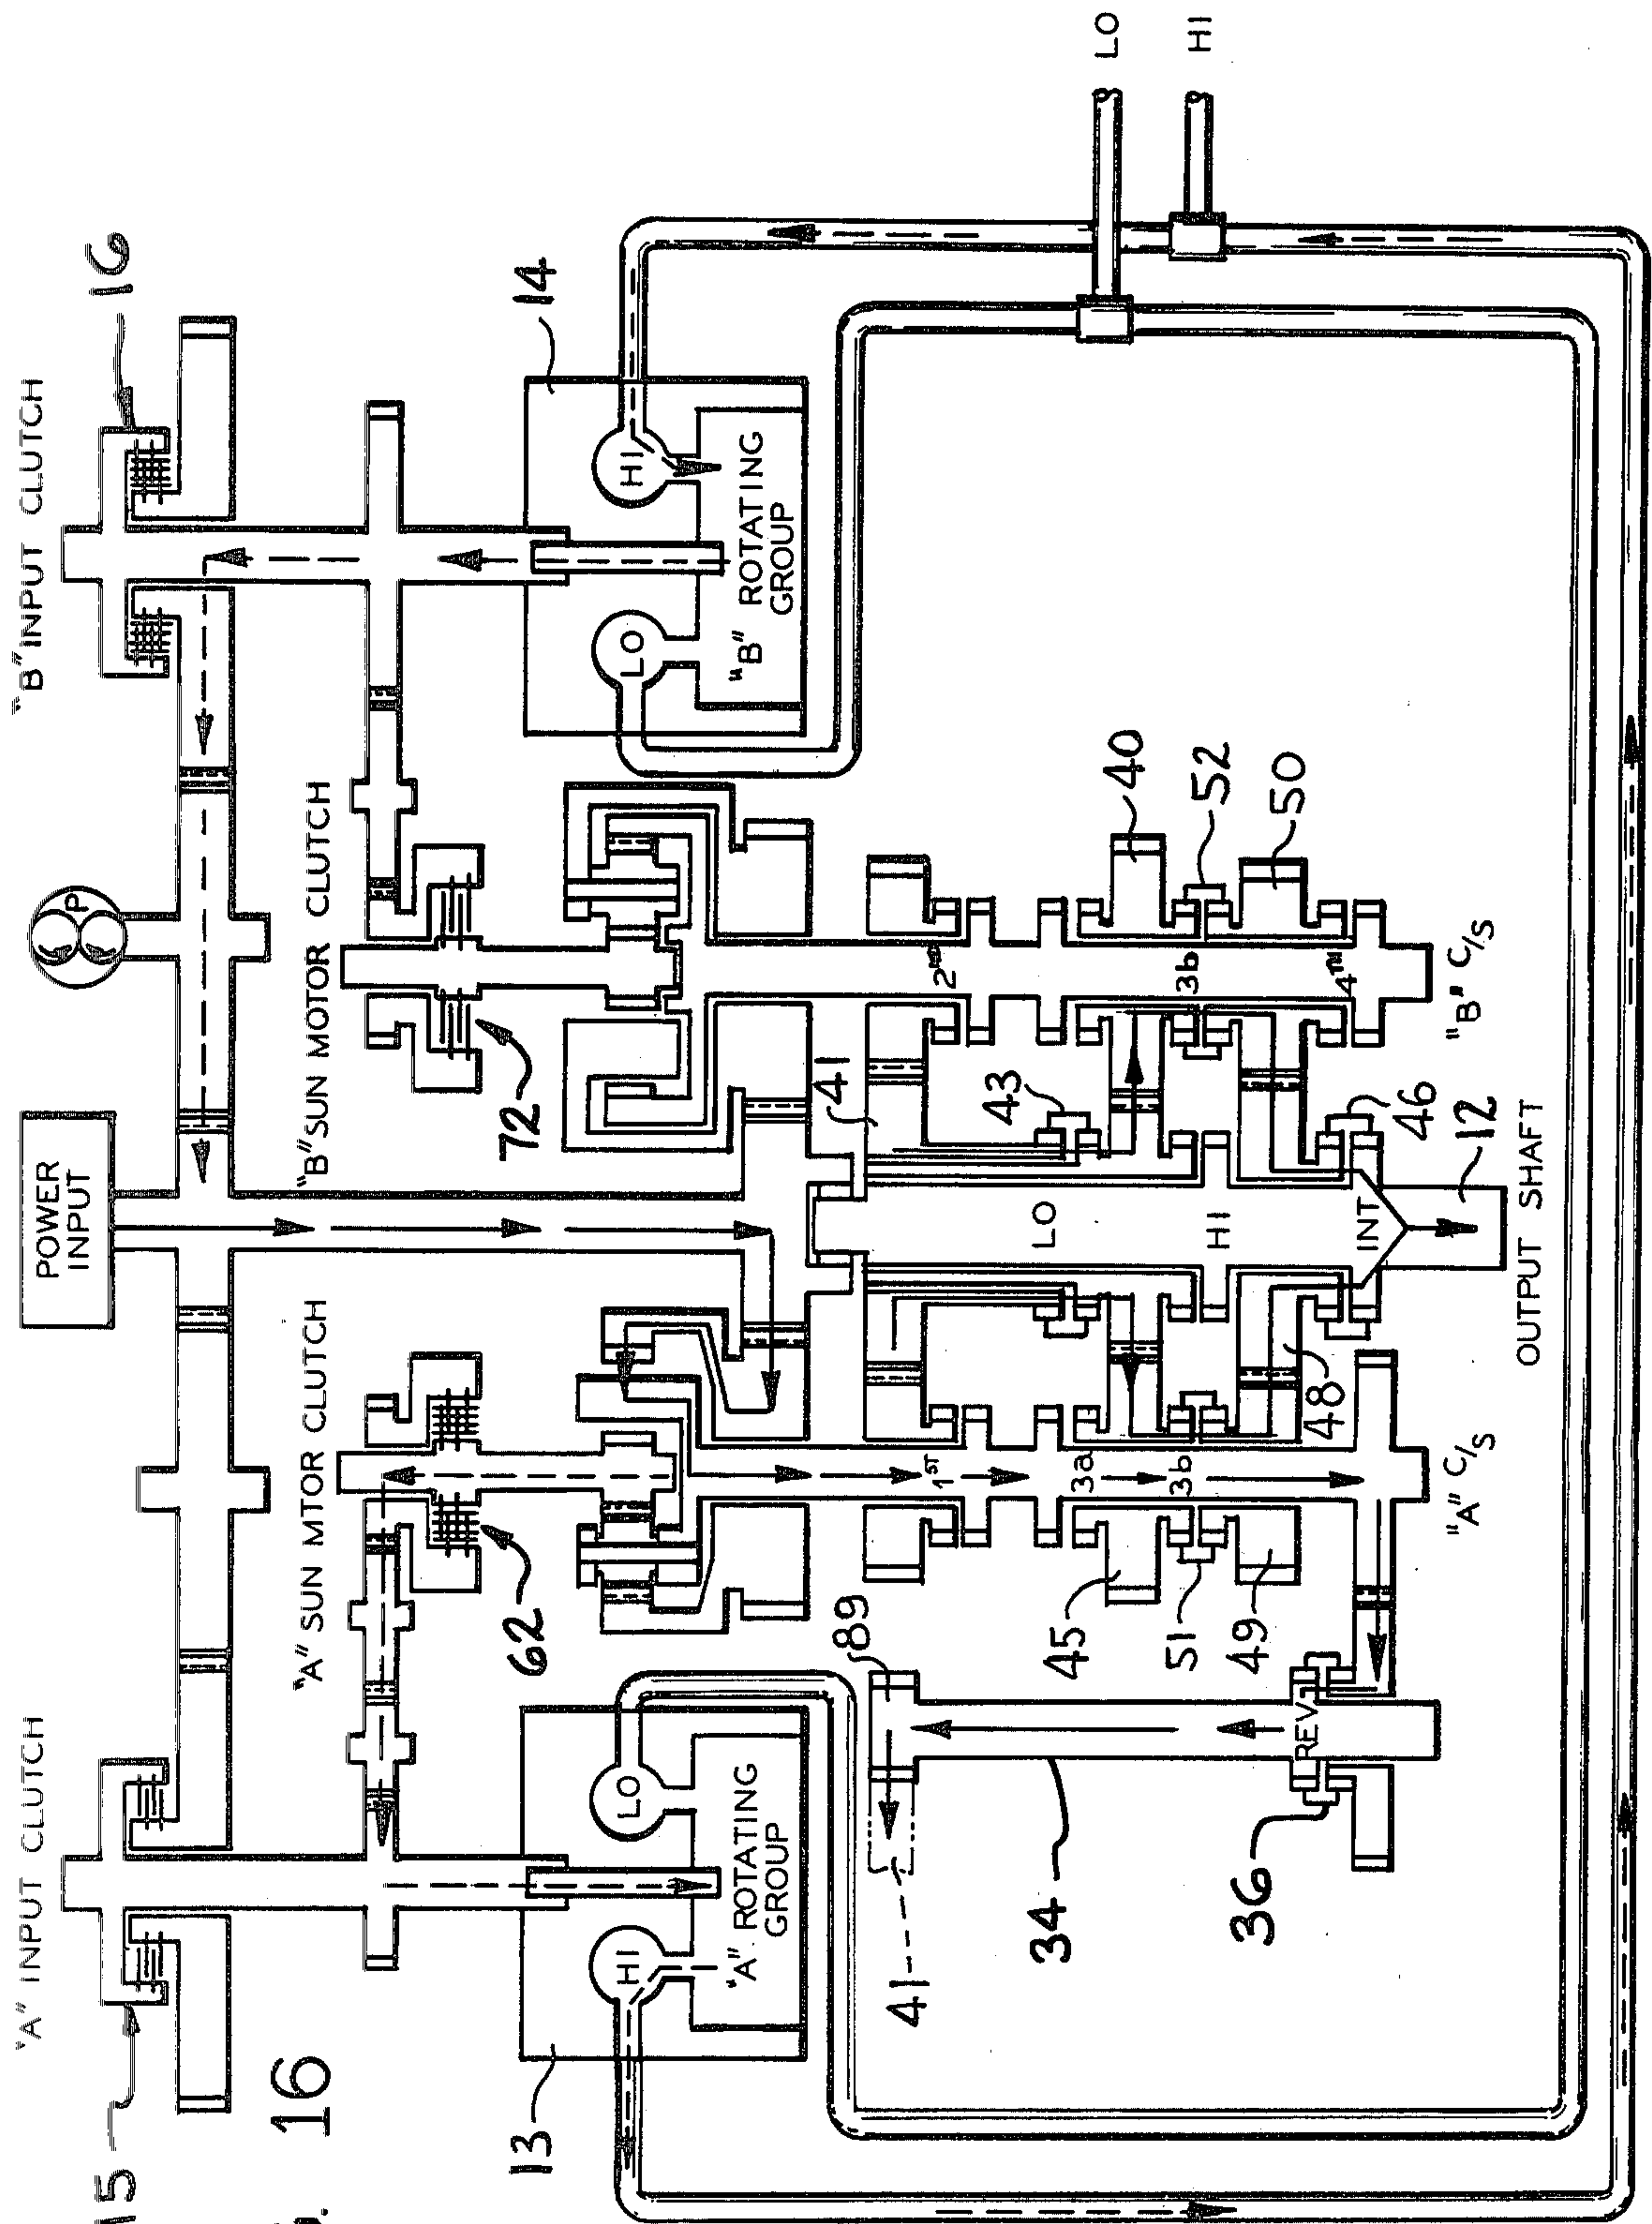 "A" INPUT CLUTCH
15
16
"A" SUN MTOR CLUTCH
62
POWER
INPUT
P
"B" SUN MOTOR CLUTCH
72
"B" INPUT CLUTCH
16
13
HI
LO
"A". ROTATING
GROUP
14
LO
HI
"B" ROTATING
GROUP
41
89
34
REV
36
45
51
49
1ST
3a
3b
"A" C/S
48
LO
HI
INT
12
OUTPUT SHAFT
41
43
46
2ND
3b
4TH
"B" C/S
40
52
50
LO
HI